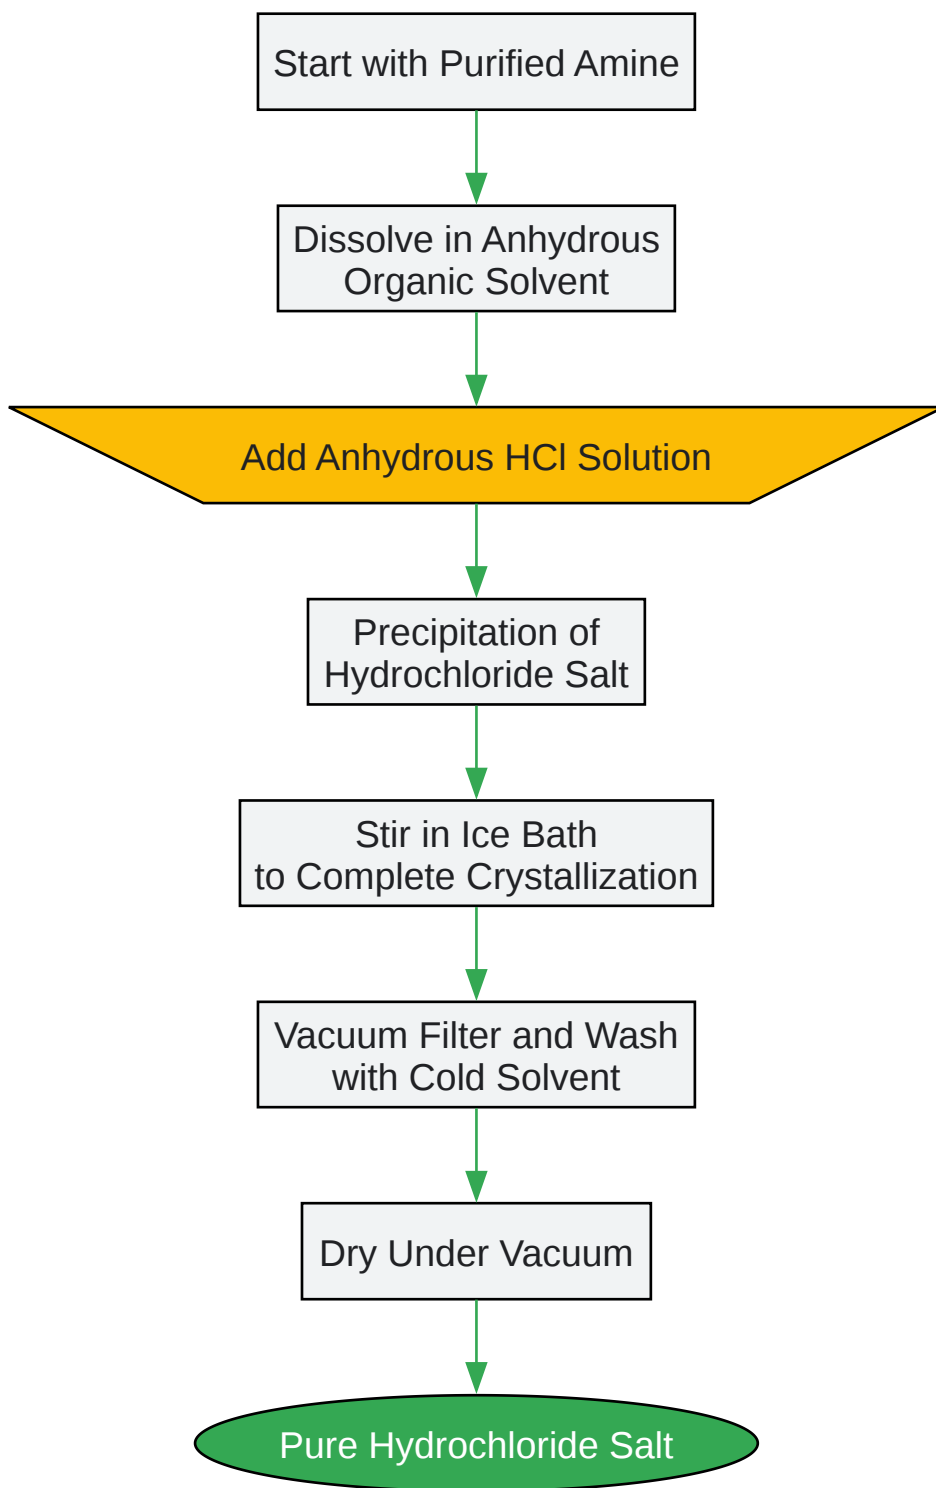 Start with Purified Amine
Dissolve in Anhydrous
Organic Solvent
Add Anhydrous HCl Solution
Precipitation of
Hydrochloride Salt
Stir in Ice Bath
to Complete Crystallization
Vacuum Filter and Wash
with Cold Solvent
Dry Under Vacuum
Pure Hydrochloride Salt